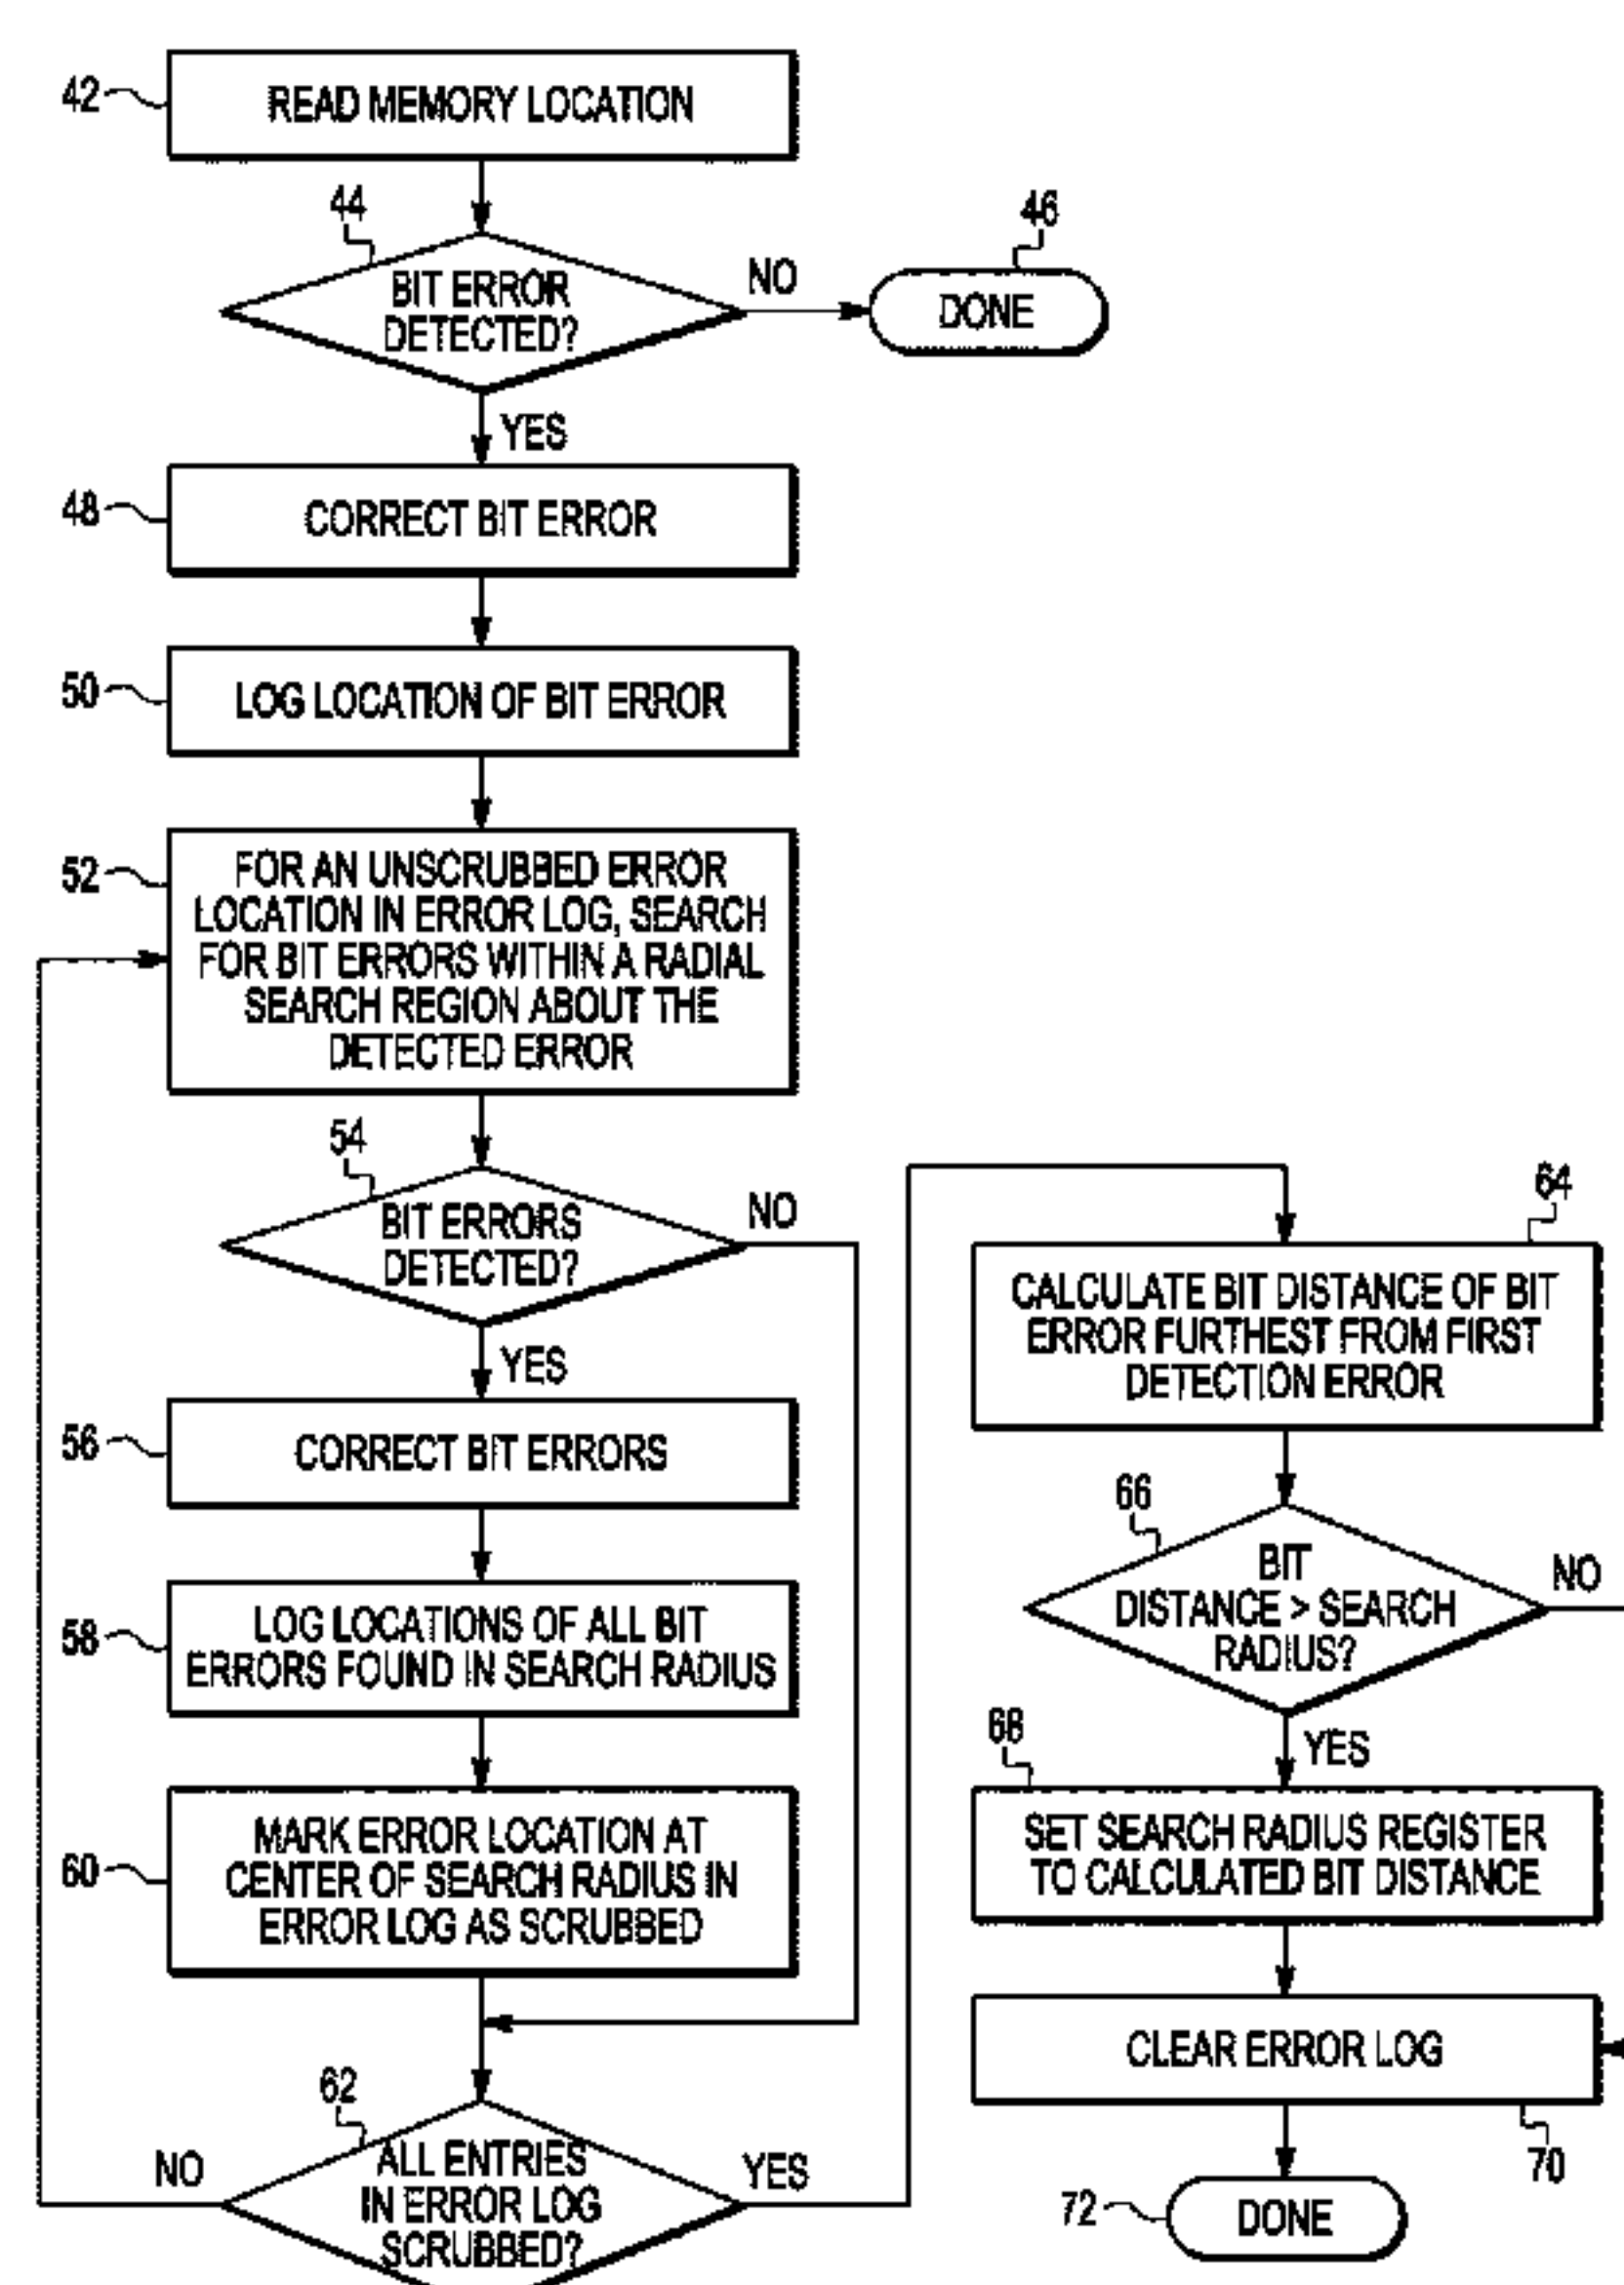 42
READ MEMORY LOCATION
44
BIT ERROR
DETECTED?
NO
46
DONE
YES
48
CORRECT BIT ERROR
50
LOG LOCATION OF BIT ERROR
52
FOR AN UNSCRUBBED ERROR
LOCATION IN ERROR LOG, SEARCH
FOR BIT ERRORS WITHIN A RADIAL
SEARCH REGION ABOUT THE
DETECTED ERROR
54
BIT ERRORS
DETECTED?
NO
YES
56
CORRECT BIT ERRORS
58
LOG LOCATIONS OF ALL BIT
ERRORS FOUND IN SEARCH RADIUS
60
MARK ERROR LOCATION AT
CENTER OF SEARCH RADIUS IN
ERROR LOG AS SCRUBBED
62
ALL ENTRIES
IN ERROR LOG
SCRUBBED?
NO
YES
64
CALCULATE BIT DISTANCE OF BIT
ERROR FURTHEST FROM FIRST
DETECTION ERROR
66
BIT
DISTANCE > SEARCH
RADIUS?
NO
YES
68
SET SEARCH RADIUS REGISTER
TO CALCULATED BIT DISTANCE
CLEAR ERROR LOG
70
72
DONE